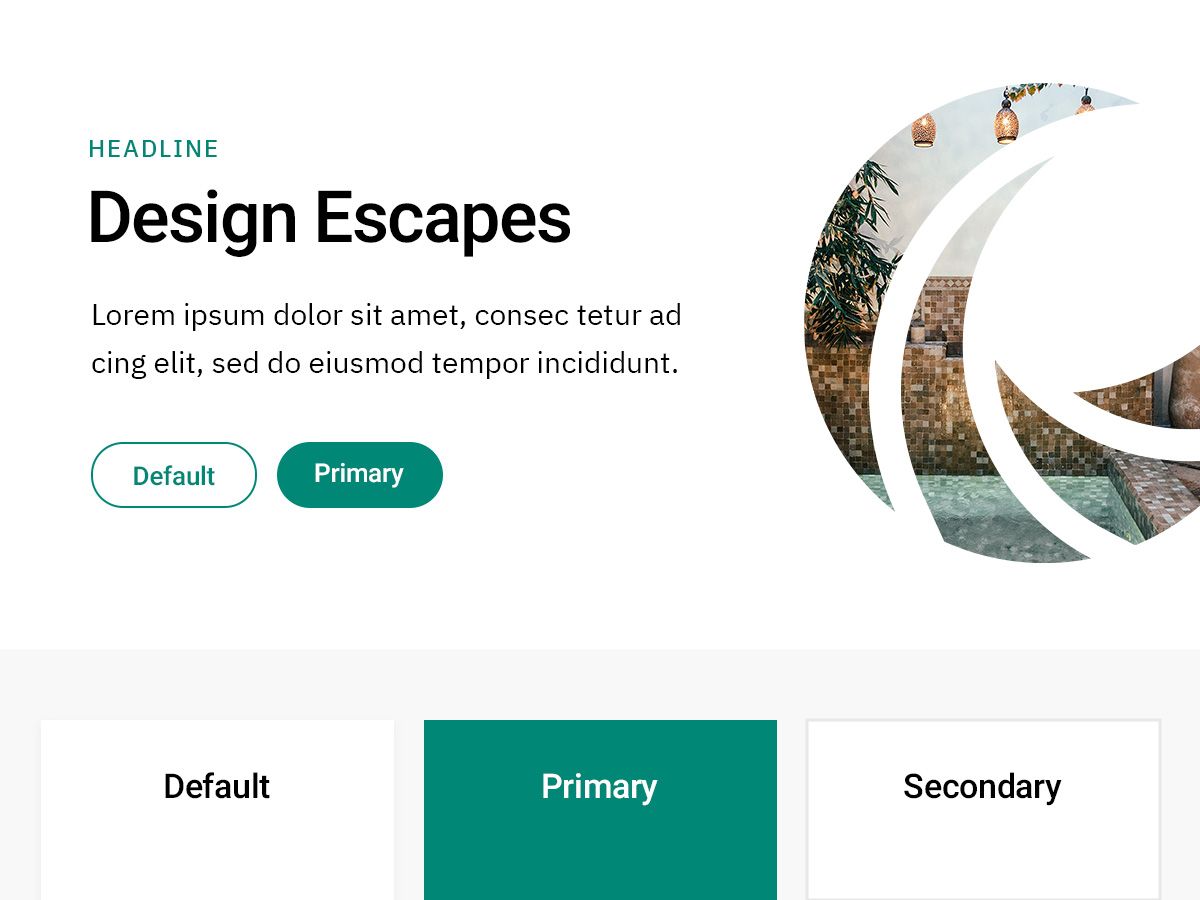 HEADLINE
Design Escapes
Lorem ipsum dolor sit amet, consec tetur ad
cing elit, sed do eiusmod tempor incididunt.
Default
Primary
Default
Primary
Secondary